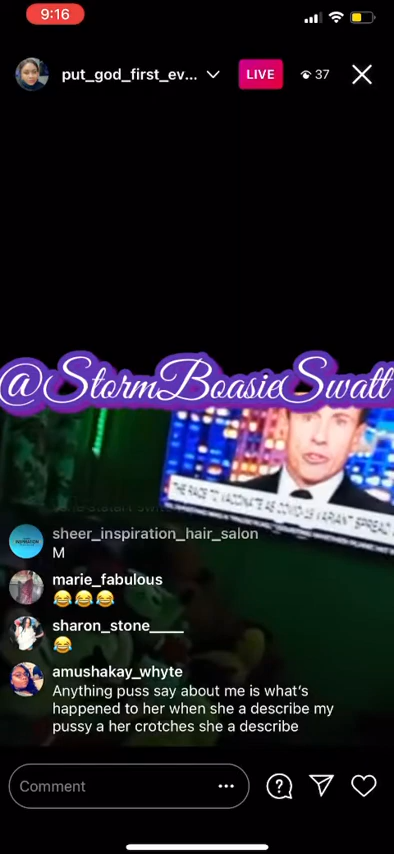 9:16
put_god_first_ev...
LIVE
37
@StormBoasieSwatt
THE RACE TO VACCINATE AS COVID-19 VARIANT SPREAD
sheer_inspiration_hair_salon
M
marie_fabulous
😂😂😂
sharon_stone____
😂
amushakay_whyte
Anything puss say about me is what's
happened to her when she a describe my
pussy a her crotches she a describe
Comment